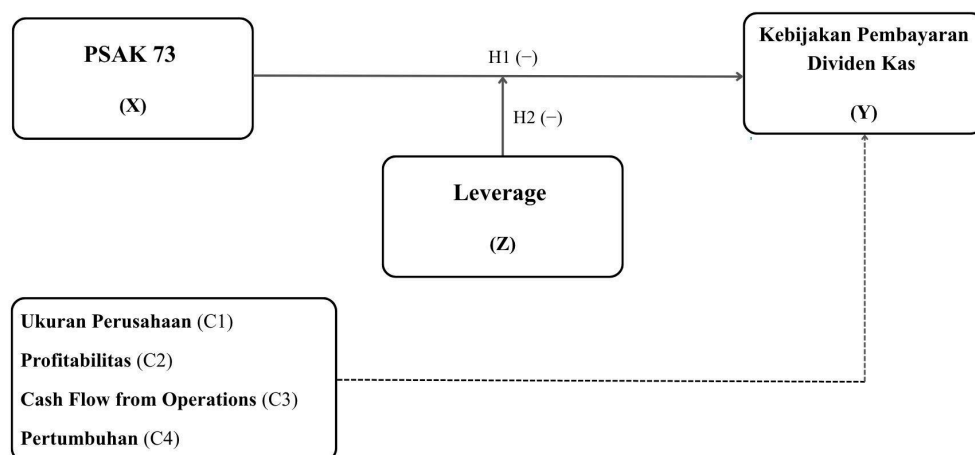 PSAK 73
(X)
H1 (−)
Kebijakan Pembayaran
Dividen Kas
(Y)
H2 (−)
Leverage
(Z)
Ukuran Perusahaan (C1)
Profitabilitas (C2)
Cash Flow from Operations (C3)
Pertumbuhan (C4)